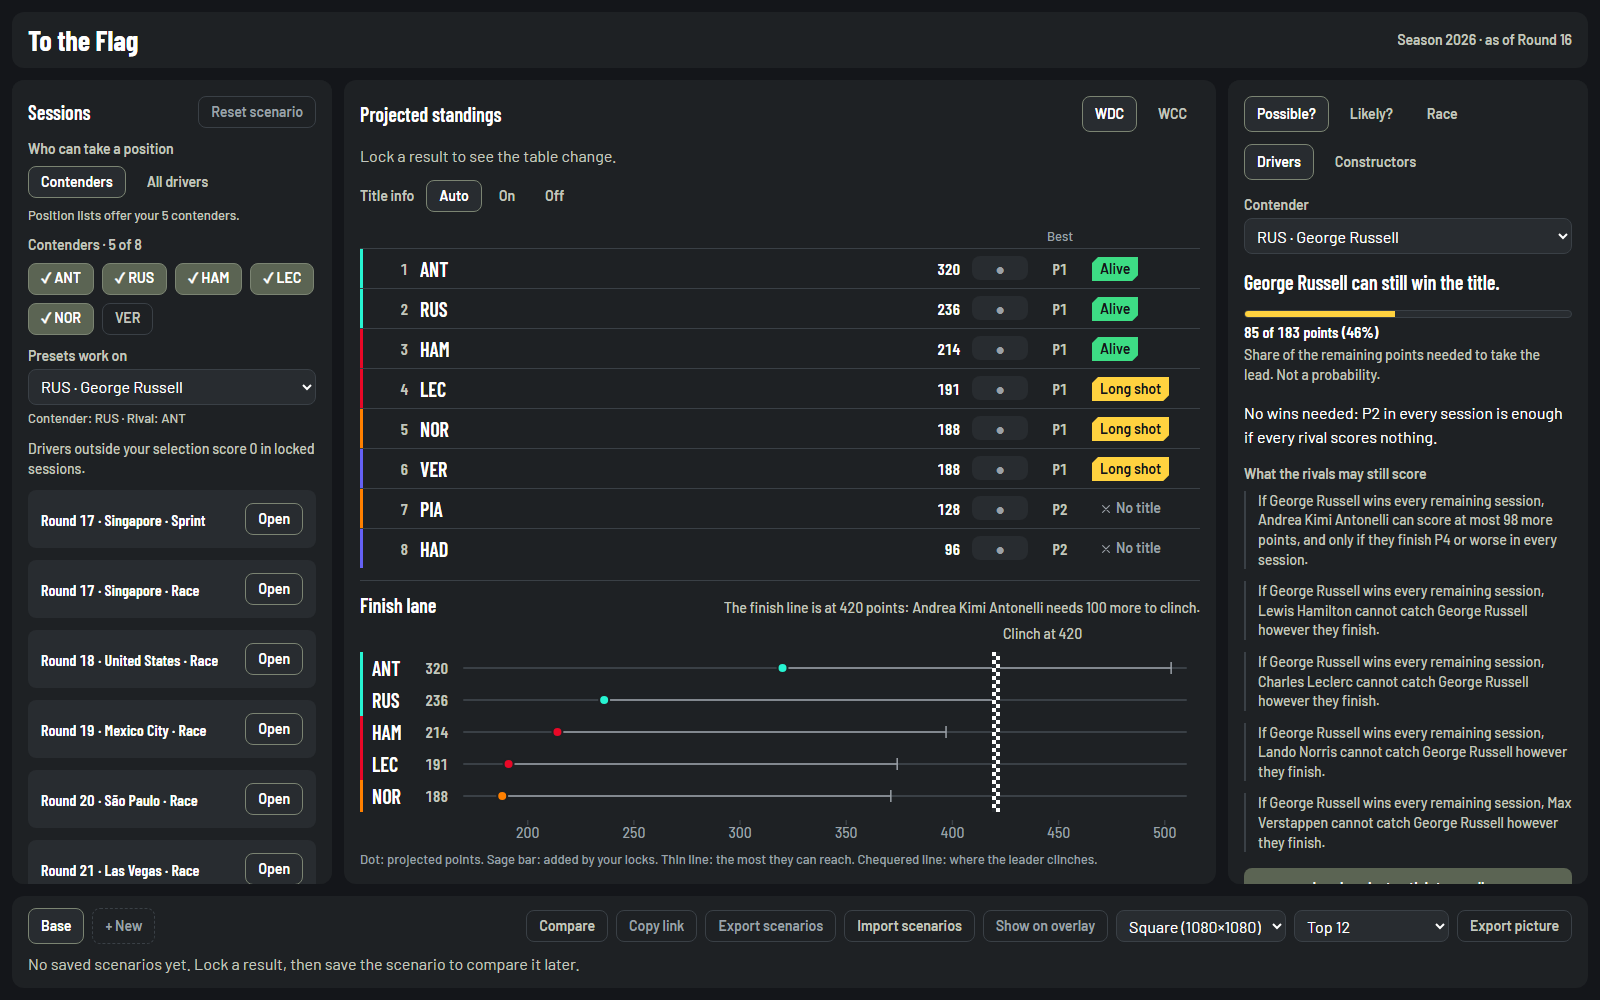 To the Flag
Season 2026 · as of Round 16
Sessions
Reset scenario
Who can take a position
Contenders
All drivers
Position lists offer your 5 contenders.
Contenders · 5 of 8
✓ ANT
✓ RUS
✓ HAM
✓ LEC
✓ NOR
VER
Presets work on
RUS · George Russell
Contender: RUS · Rival: ANT
Drivers outside your selection score 0 in locked
sessions.
Round 17 · Singapore · Sprint
Open
Round 17 · Singapore · Race
Open
Round 18 · United States · Race
Open
Round 19 · Mexico City · Race
Open
Round 20 · São Paulo · Race
Open
Round 21 · Las Vegas · Race
Open
Projected standings
WDC
WCC
Lock a result to see the table change.
Title info
Auto
On
Off
Best
1 ANT 320 P1 Alive
2 RUS 236 P1 Alive
3 HAM 214 P1 Alive
4 LEC 191 P1 Long shot
5 NOR 188 P1 Long shot
6 VER 188 P1 Long shot
7 PIA 128 P2 × No title
8 HAD 96 P2 × No title
Finish lane
The finish line is at 420 points: Andrea Kimi Antonelli needs 100 more to clinch.
Clinch at 420
ANT 320
RUS 236
HAM 214
LEC 191
NOR 188
200 250 300 350 400 450 500
Dot: projected points. Sage bar: added by your locks. Thin line: the most they can reach. Chequered line: where the leader clinches.
Possible?
Likely?
Race
Drivers
Constructors
Contender
RUS · George Russell
George Russell can still win the title.
85 of 183 points (46%)
Share of the remaining points needed to take the
lead. Not a probability.
No wins needed: P2 in every session is enough
if every rival scores nothing.
What the rivals may still score
If George Russell wins every remaining session,
Andrea Kimi Antonelli can score at most 98 more
points, and only if they finish P4 or worse in every
session.
If George Russell wins every remaining session,
Lewis Hamilton cannot catch George Russell
however they finish.
If George Russell wins every remaining session,
Charles Leclerc cannot catch George Russell
however they finish.
If George Russell wins every remaining session,
Lando Norris cannot catch George Russell however
they finish.
If George Russell wins every remaining session, Max
Verstappen cannot catch George Russell however
they finish.
Base
+ New
Compare
Copy link
Export scenarios
Import scenarios
Show on overlay
Square (1080×1080)
Top 12
Export picture
No saved scenarios yet. Lock a result, then save the scenario to compare it later.